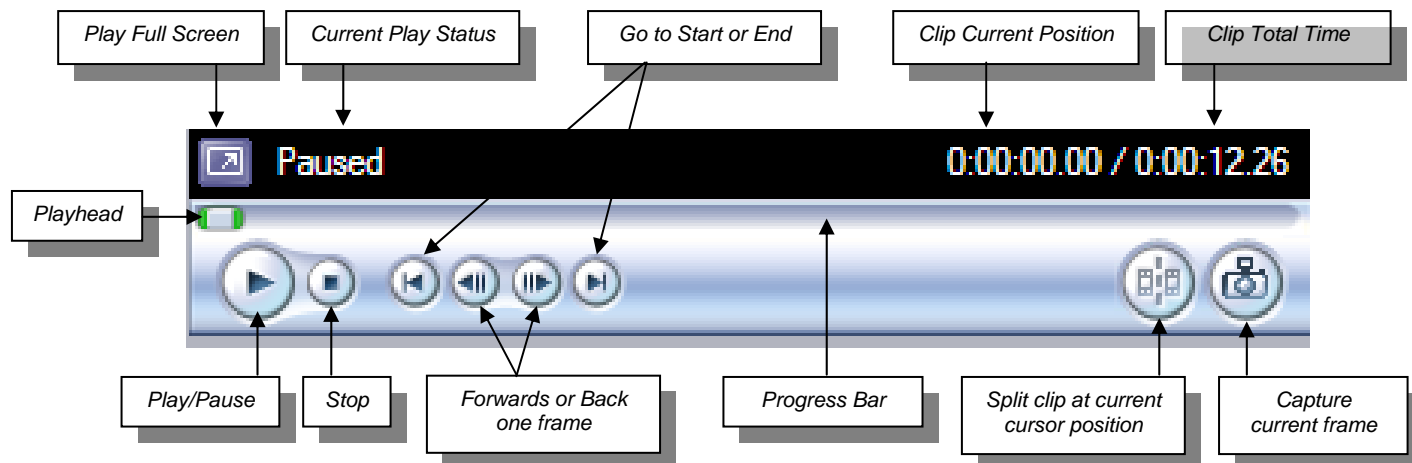 Play Full Screen
Current Play Status
Go to Start or End
Clip Current Position
Clip Total Time
Paused
0:00:00.00 / 0:00:12.26
Playhead
Play/Pause
Stop
Forwards or Back
one frame
Progress Bar
Split clip at current
cursor position
Capture
current frame